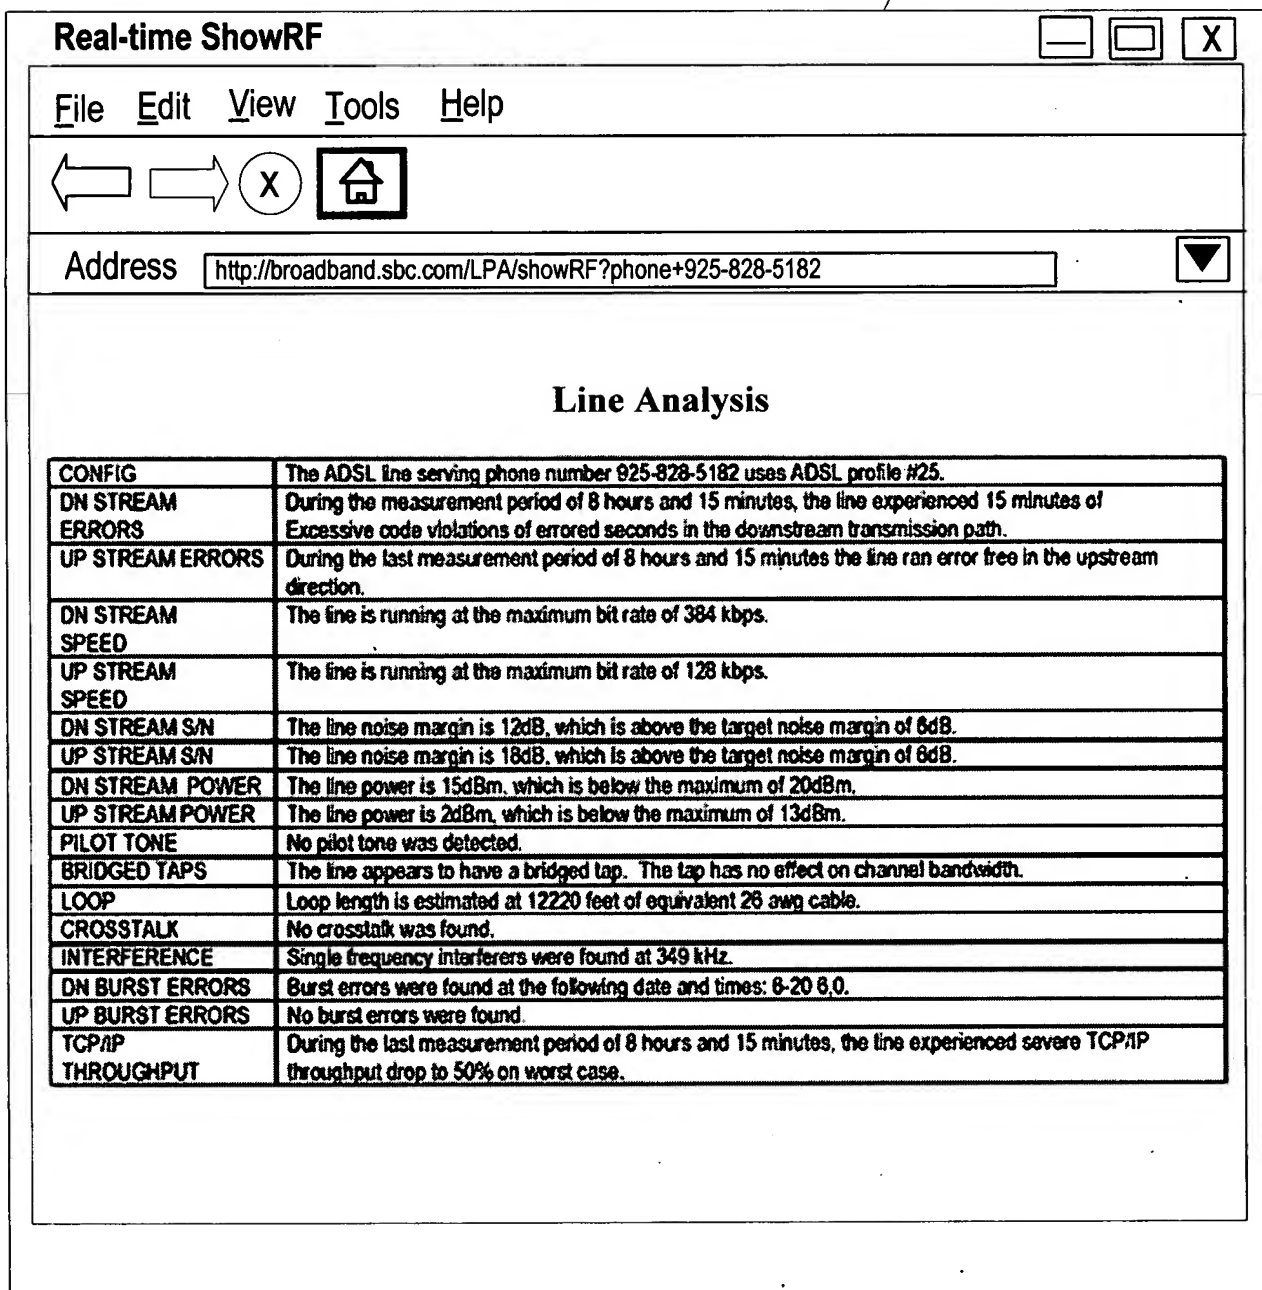 Real-time ShowRF
X
File Edit View Tools Help
X
Address http://broadband.sbc.com/LPA/showRF?phone+925-828-5182
Line Analysis
CONFIG The ADSL line serving phone number 925-828-5182 uses ADSL profile #25.
DN STREAM During the measurement period of 8 hours and 15 minutes, the line experienced 15 minutes of
ERRORS Excessive code violations of errored seconds in the downstream transmission path.
UP STREAM ERRORS During the last measurement period of 8 hours and 15 minutes the line ran error free in the upstream
direction.
DN STREAM The line is running at the maximum bit rate of 384 kbps.
SPEED
UP STREAM The line is running at the maximum bit rate of 128 kbps.
SPEED
DN STREAM S/N The line noise margin is 12dB, which is above the target noise margin of 6dB.
UP STREAM S/N The line noise margin is 18dB, which is above the target noise margin of 6dB.
DN STREAM POWER The line power is 15dBm, which is below the maximum of 20dBm.
UP STREAM POWER The line power is 2dBm, which is below the maximum of 13dBm.
PILOT TONE No pilot tone was detected.
BRIDGED TAPS The line appears to have a bridged tap. The tap has no effect on channel bandwidth.
LOOP Loop length is estimated at 12220 feet of equivalent 26 awg cable.
CROSSTALK No crosstalk was found.
INTERFERENCE Single frequency interferers were found at 349 kHz.
DN BURST ERRORS Burst errors were found at the following date and times: 6-20 6,0.
UP BURST ERRORS No burst errors were found.
TCP/IP During the last measurement period of 8 hours and 15 minutes, the line experienced severe TCP/IP
THROUGHPUT throughput drop to 50% on worst case.